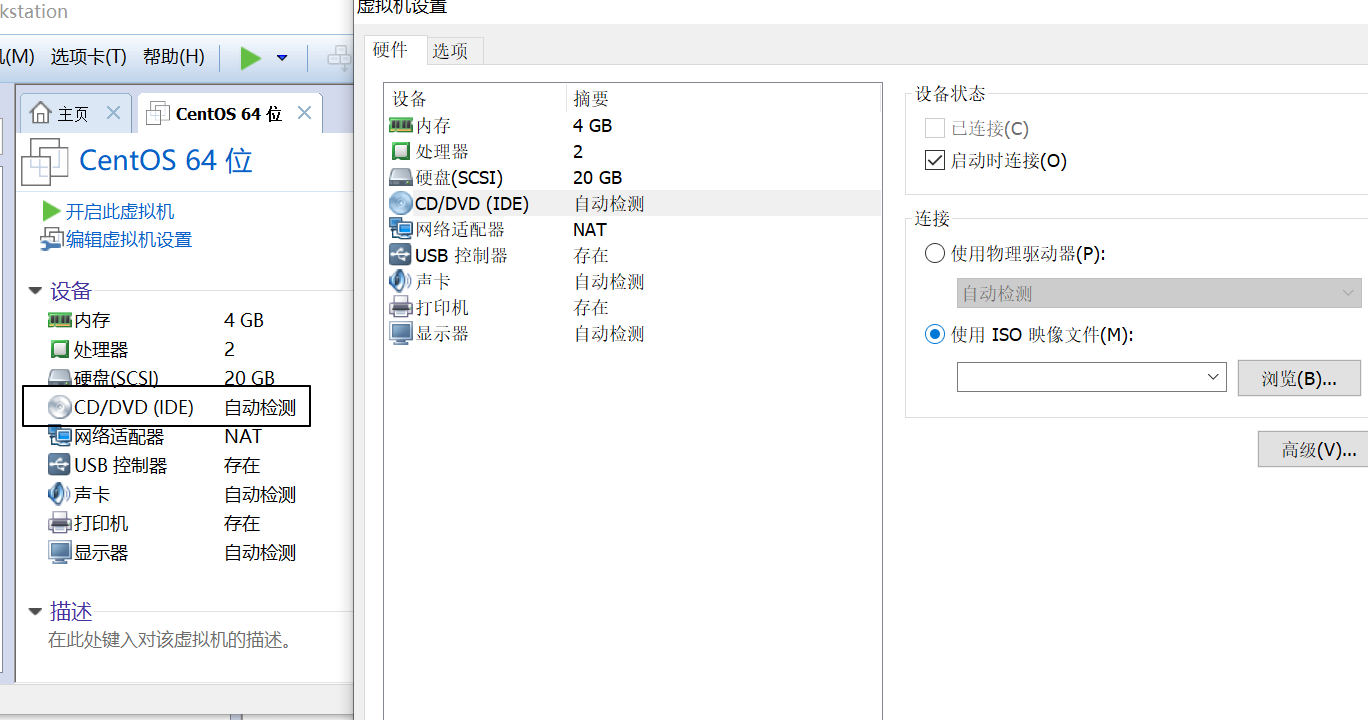 kstation
虚拟机设置
机(M) 选项卡(T) 帮助(H)
主页
CentOS 64 位
CentOS 64 位
开启此虚拟机
编辑虚拟机设置
设备
内存 4 GB
处理器 2
硬盘(SCSI) 20 GB
CD/DVD (IDE) 自动检测
网络适配器 NAT
USB 控制器 存在
声卡 自动检测
打印机 存在
显示器 自动检测
描述
在此处键入对该虚拟机的描述。
硬件 选项
设备 摘要
内存 4 GB
处理器 2
硬盘(SCSI) 20 GB
CD/DVD (IDE) 自动检测
网络适配器 NAT
USB 控制器 存在
声卡 自动检测
打印机 存在
显示器 自动检测
设备状态
已连接(C)
启动时连接(O)
连接
使用物理驱动器(P):
自动检测
使用 ISO 映像文件(M):
浏览(B)...
高级(V)...